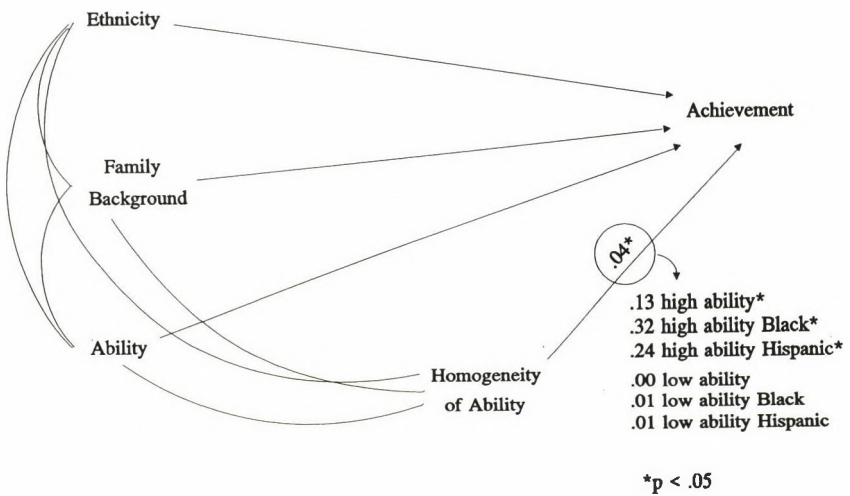 Ethnicity
Achievement
Family
Background
.04*
.13 high ability*
.32 high ability Black*
.24 high ability Hispanic*
.00 low ability
.01 low ability Black
.01 low ability Hispanic
Ability
Homogeneity
of Ability
*p < .05